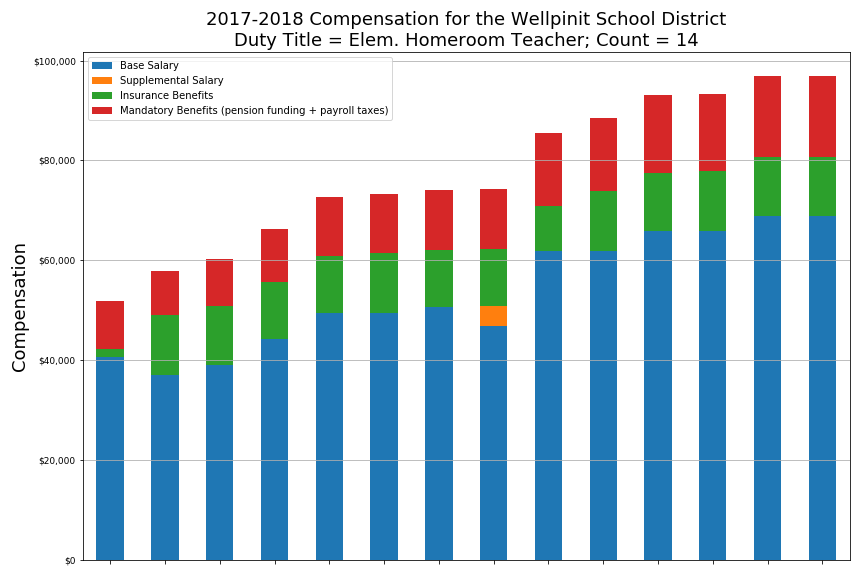 2017-2018 Compensation for the Wellpinit School District
Duty Title = Elem. Homeroom Teacher; Count = 14
Base Salary
Supplemental Salary
Insurance Benefits
Mandatory Benefits (pension funding + payroll taxes)
Compensation
$100,000
$80,000
$60,000
$40,000
$20,000
$0